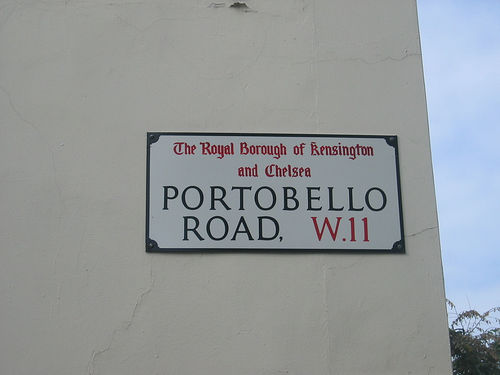 The Royal Borough of Kensington
and Chelsea
PORTOBELLO
ROAD, W.11